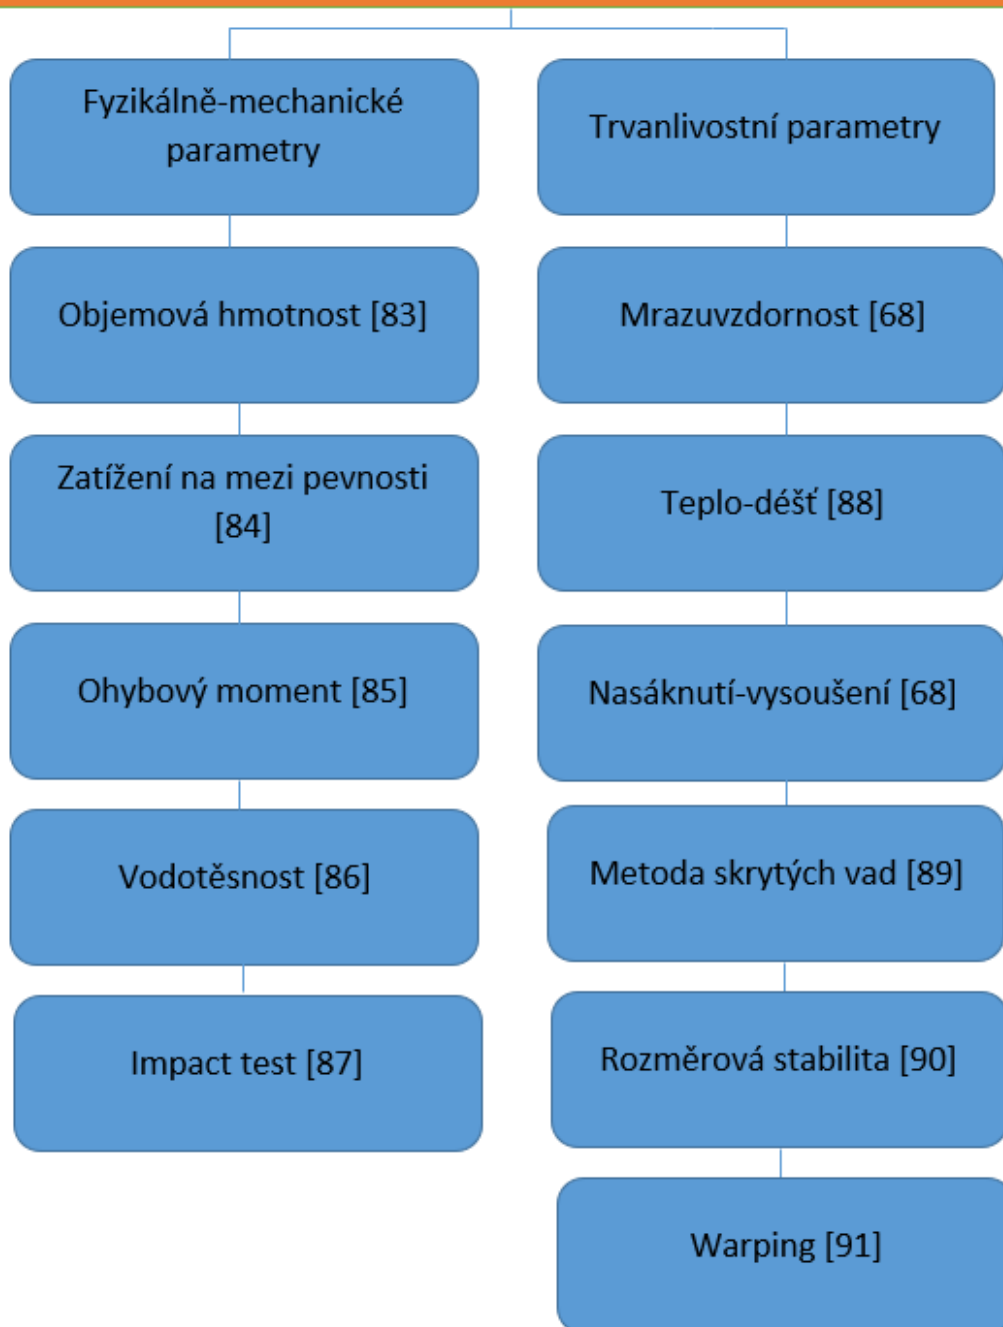 Fyzikálně-mechanické
parametry
Objemová hmotnost [83]
Zatížení na mezi pevnosti
[84]
Ohybový moment [85]
Vodotěsnost [86]
Impact test [87]
Trvanlivostní parametry
Mrazuvzdornost [68]
Teplo-déšť [88]
Nasáknutí-vysoušení [68]
Metoda skrytých vad [89]
Rozměrová stabilita [90]
Warping [91]